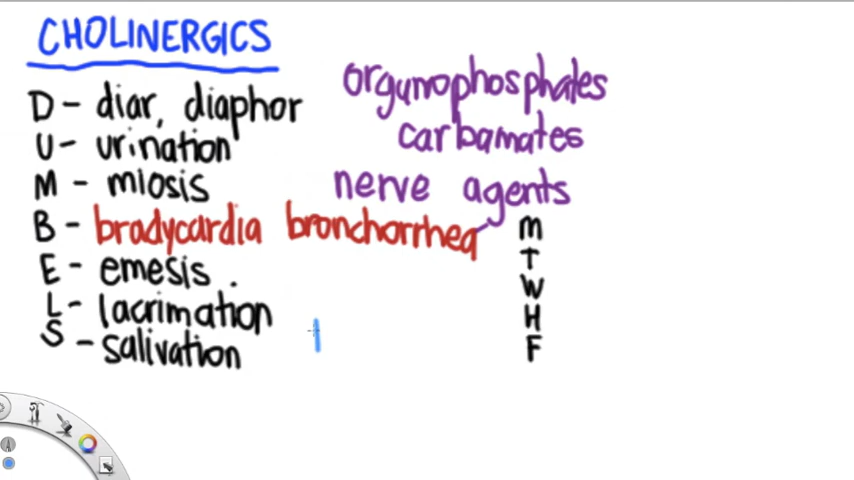 CHOLINERGICS
D - diar, diaphor
U - urination
M - miosis
B - bradycardia bronchorrhea
E - emesis .
L - lacrimation
S - salivation
organophosphates
carbamates
nerve agents
M
T
W
H
F